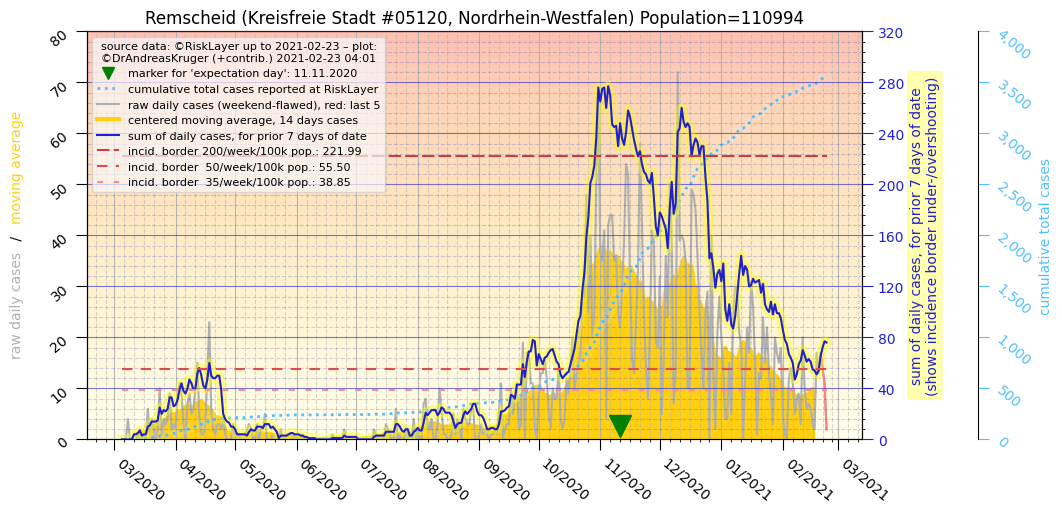 Remscheid (Kreisfreie Stadt #05120, Nordrhein-Westfalen) Population=110994
source data: ©RiskLayer up to 2021-02-23 – plot:
©DrAndreasKruger (+contrib.) 2021-02-23 04:01
marker for 'expectation day': 11.11.2020
cumulative total cases reported at RiskLayer
raw daily cases (weekend-flawed), red: last 5
centered moving average, 14 days cases
sum of daily cases, for prior 7 days of date
incid. border 200/week/100k pop.: 221.99
incid. border  50/week/100k pop.: 55.50
incid. border  35/week/100k pop.: 38.85
raw daily cases  /  moving average
80
70
60
50
40
30
20
10
0
03/2020
04/2020
05/2020
06/2020
07/2020
08/2020
09/2020
10/2020
11/2020
12/2020
01/2021
02/2021
03/2021
320
280
240
200
160
120
80
40
0
sum of daily cases, for prior 7 days of date
(shows incidence border under-/overshooting)
4,000
3,500
3,000
2,500
2,000
1,500
1,000
500
0
cumulative total cases